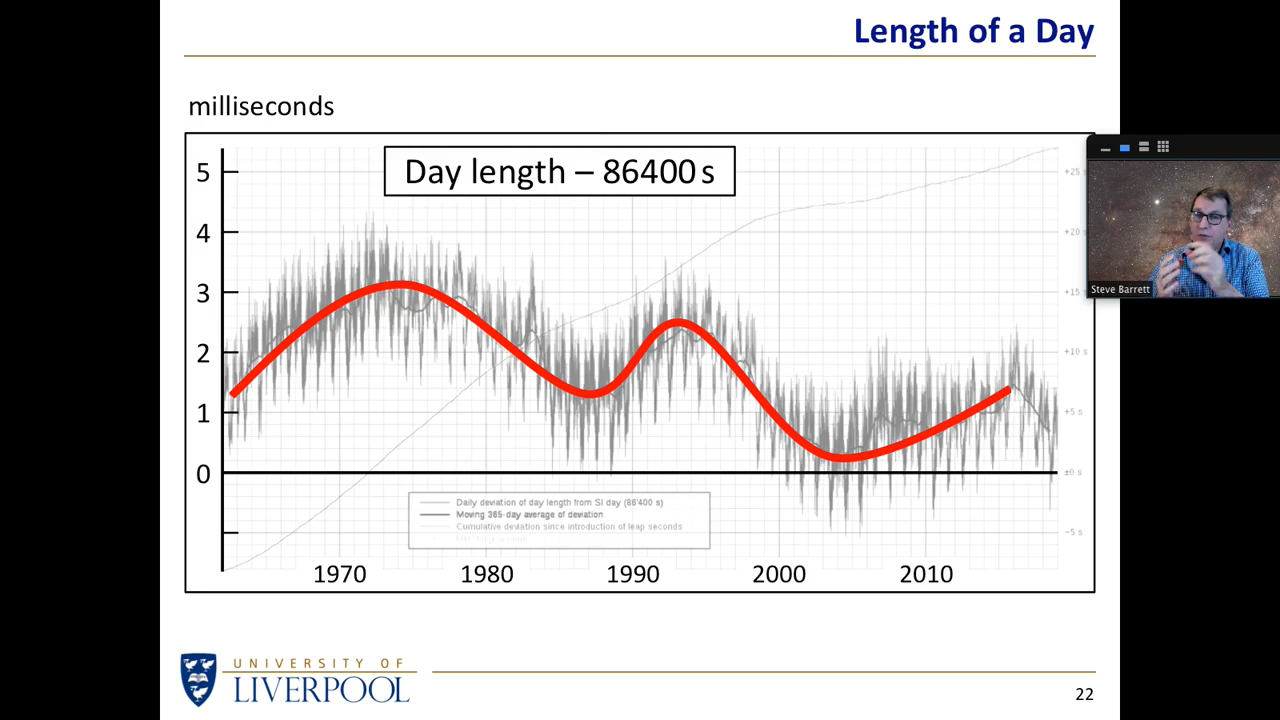 Length of a Day
milliseconds
Day length – 86400 s
5
4
3
2
1
0
+25 s
+20 s
+15
+10 s
+5 s
±0 s
−5 s
Daily deviation of day length from SI day (86'400 s)
Moving 365-day average of deviation
Cumulative deviation since introduction of leap seconds
1970
1980
1990
2000
2010
Steve Barrett
UNIVERSITY OF
LIVERPOOL
22